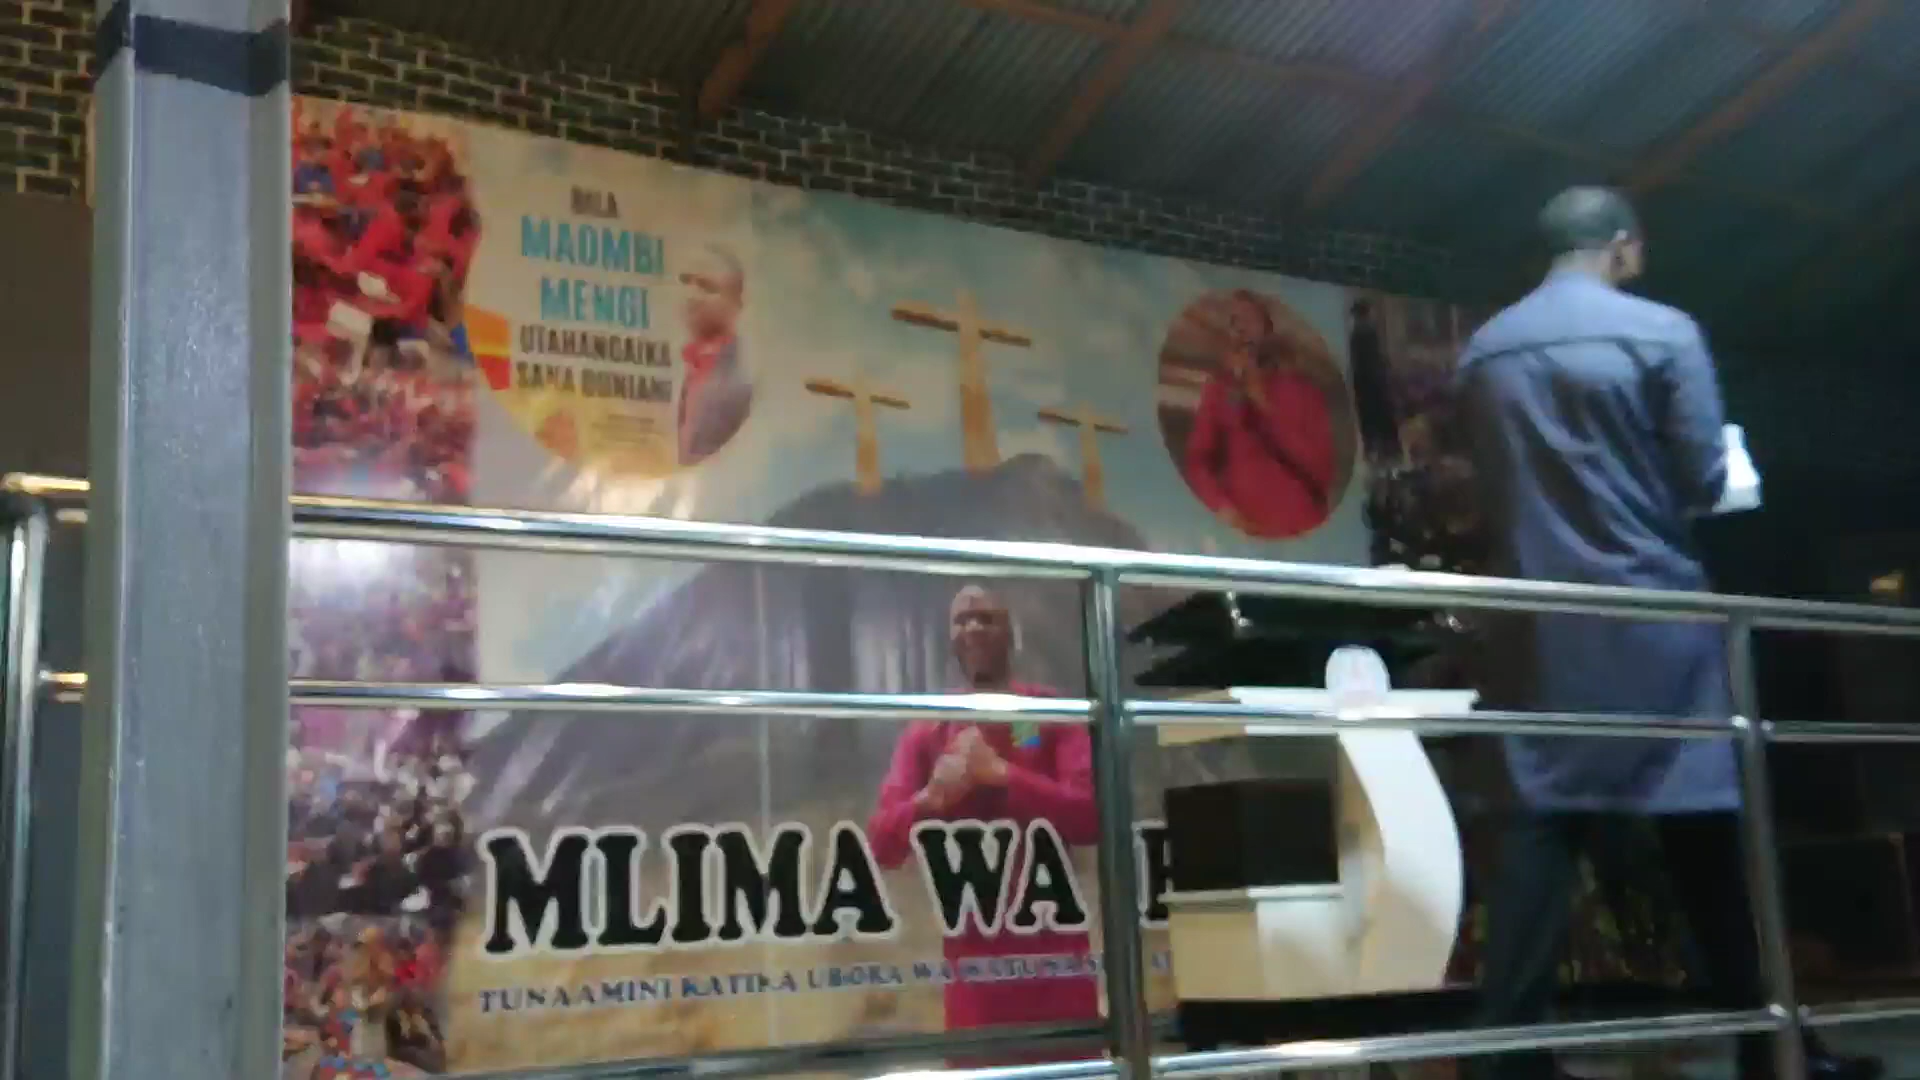 BILA
MAOMBI
MENGI
UTAHANGAIKA
SANA DUNIANI
MLIMA WA
TUNAAMINI KATIKA UBORA WA